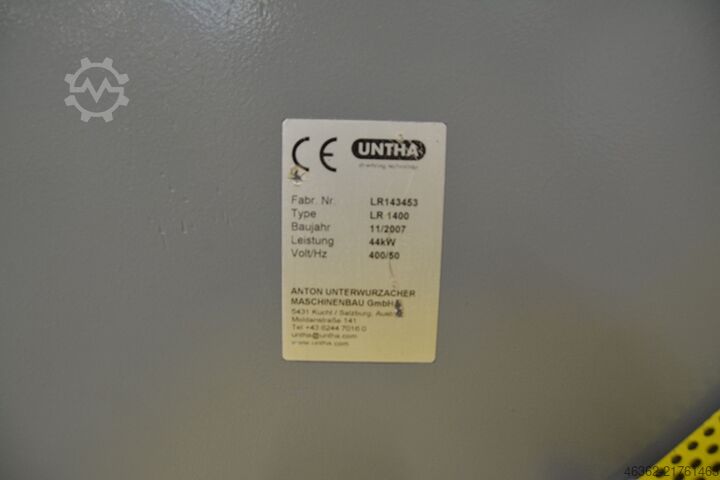 CE UNTHA
shredding technology
Fabr. Nr. LR143453
Type LR 1400
Baujahr 11/2007
Leistung 44kW
Volt/Hz 400/50
ANTON UNTERWURZACHER
MASCHINENBAU GmbH
5431 Kuchl / Salzburg, Austria
Moldanstraße 141
Tel +43 6244 7016 0
untha@untha.com
www.untha.com